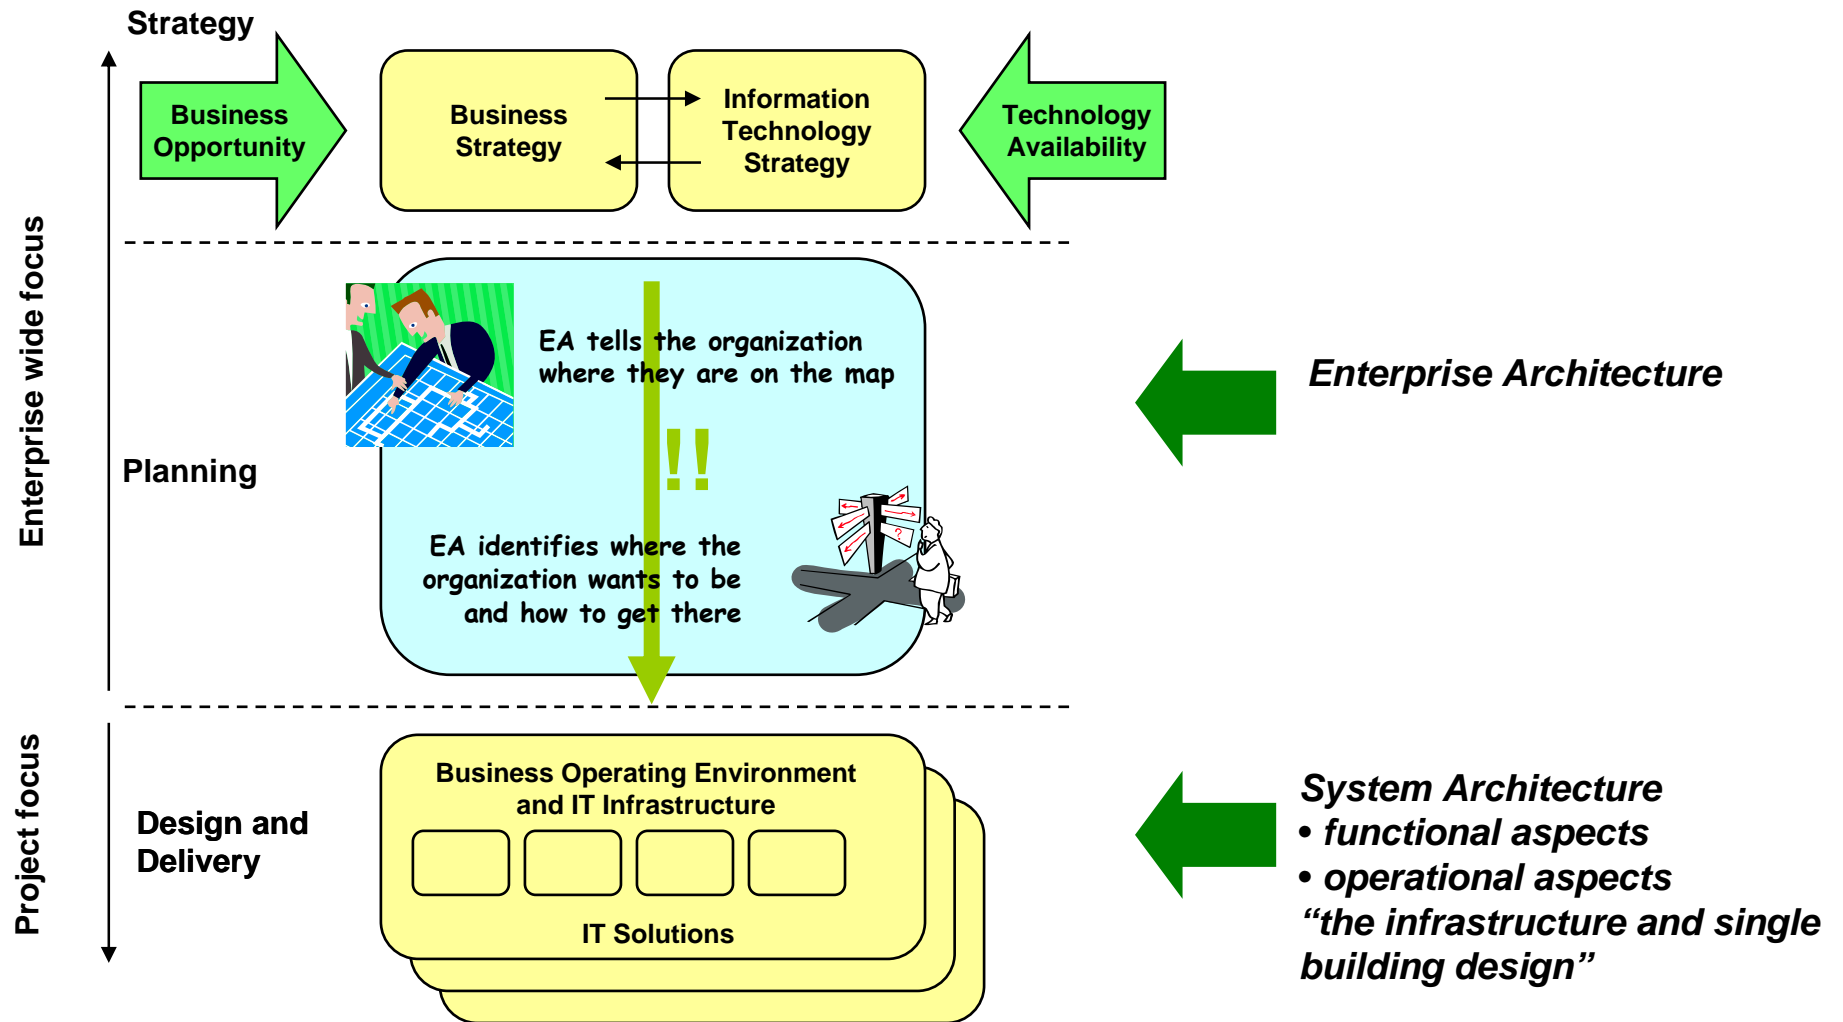 Strategy
Business
Opportunity
Business
Strategy
Information
Technology
Strategy
Technology
Availability
Enterprise wide focus
EA tells the organization
where they are on the map
!!
Planning
EA identifies where the
organization wants to be
and how to get there
?
Enterprise Architecture
Project focus
Design and
Delivery
Business Operating Environment
and IT Infrastructure
IT Solutions
System Architecture
• functional aspects
• operational aspects
“the infrastructure and single
building design”